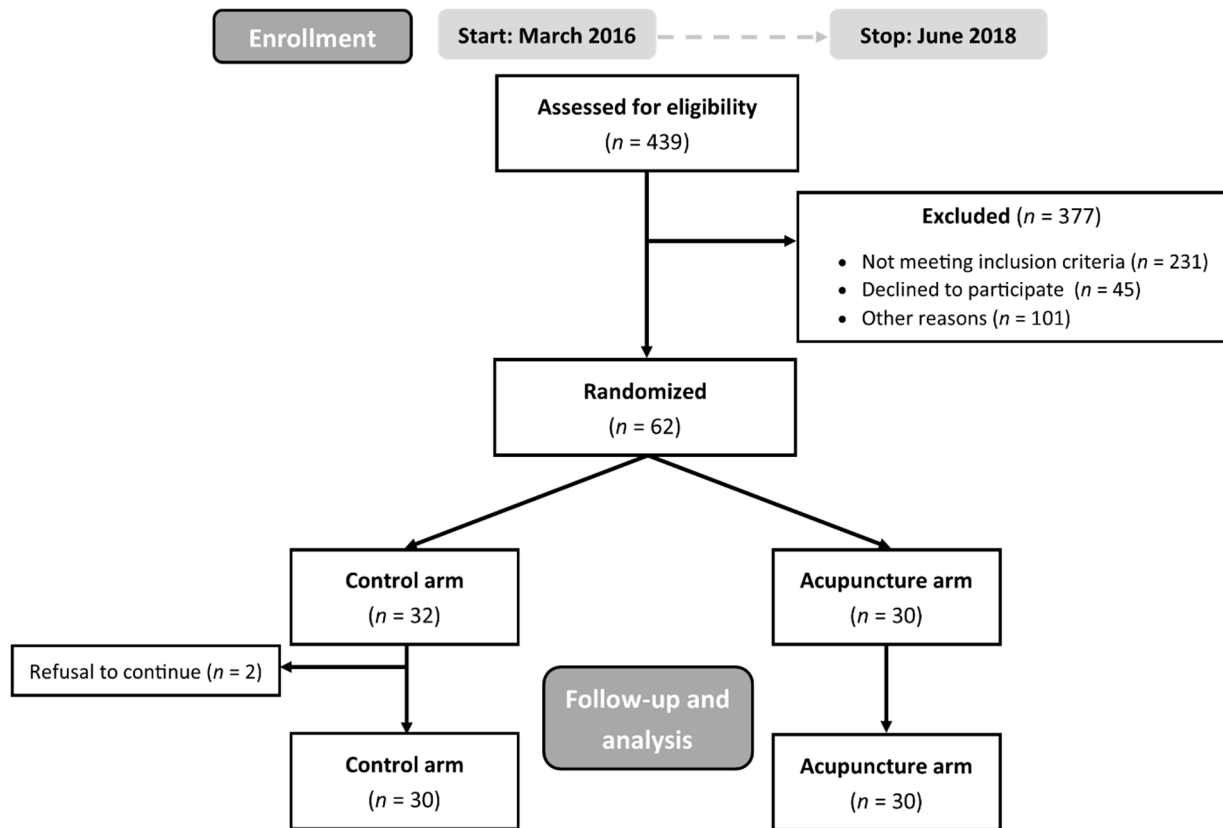 Enrollment
Start: March 2016
Stop: June 2018
Assessed for eligibility
(n = 439)
Excluded (n = 377)
• Not meeting inclusion criteria (n = 231)
• Declined to participate (n = 45)
• Other reasons (n = 101)
Randomized
(n = 62)
Control arm
(n = 32)
Acupuncture arm
(n = 30)
Refusal to continue (n = 2)
Follow-up and
analysis
Control arm
(n = 30)
Acupuncture arm
(n = 30)